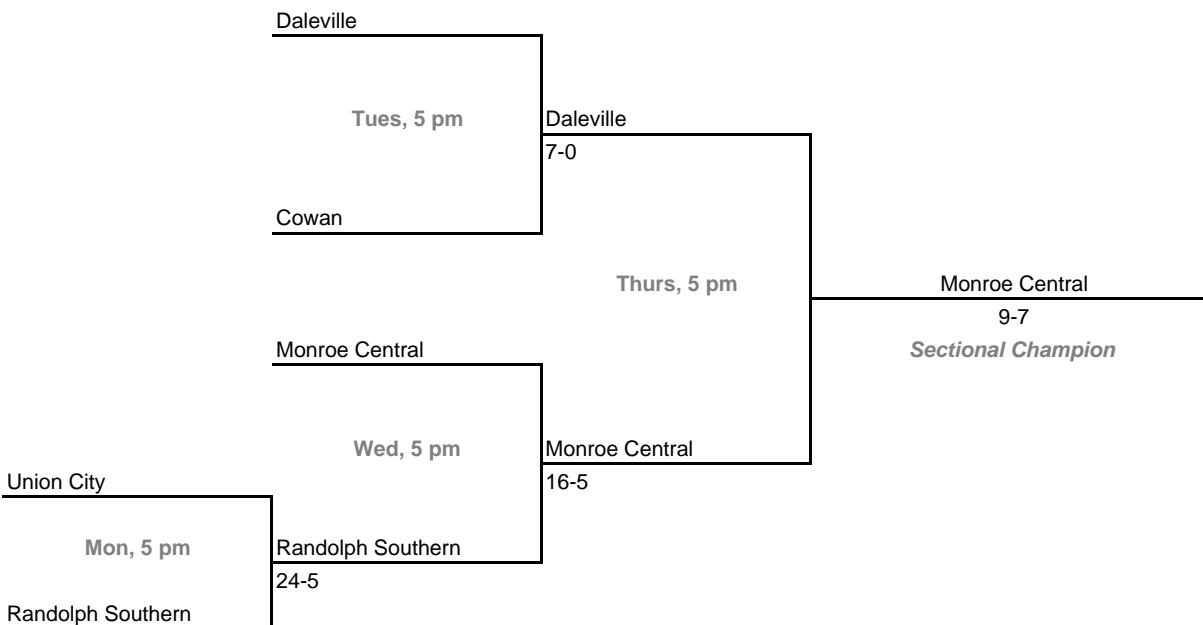 Daleville
Tues, 5 pm
Daleville
7-0
Cowan
Thurs, 5 pm
Monroe Central
9-7
Monroe Central
Sectional Champion
Wed, 5 pm
Monroe Central
Union City
16-5
Mon, 5 pm
Randolph Southern
24-5
Randolph Southern